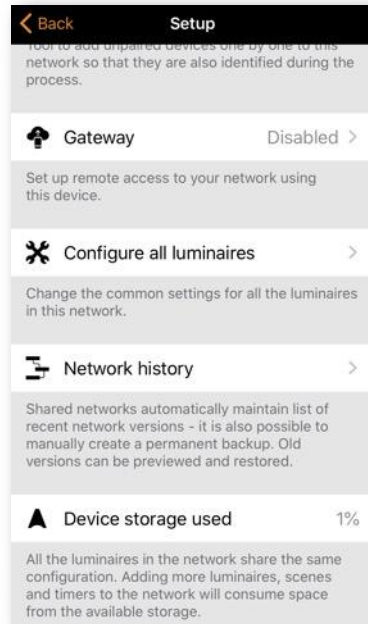 Back
Setup
Tool to add unpaired devices one by one to this
network so that they are also identified during the
process.
Gateway
Disabled
Set up remote access to your network using
this device.
Configure all luminaires
Change the common settings for all the luminaires
in this network.
Network history
Shared networks automatically maintain list of
recent network versions - it is also possible to
manually create a permanent backup. Old
versions can be previewed and restored.
Device storage used
1%
All the luminaires in the network share the same
configuration. Adding more luminaires, scenes
and timers to the network will consume space
from the available storage.